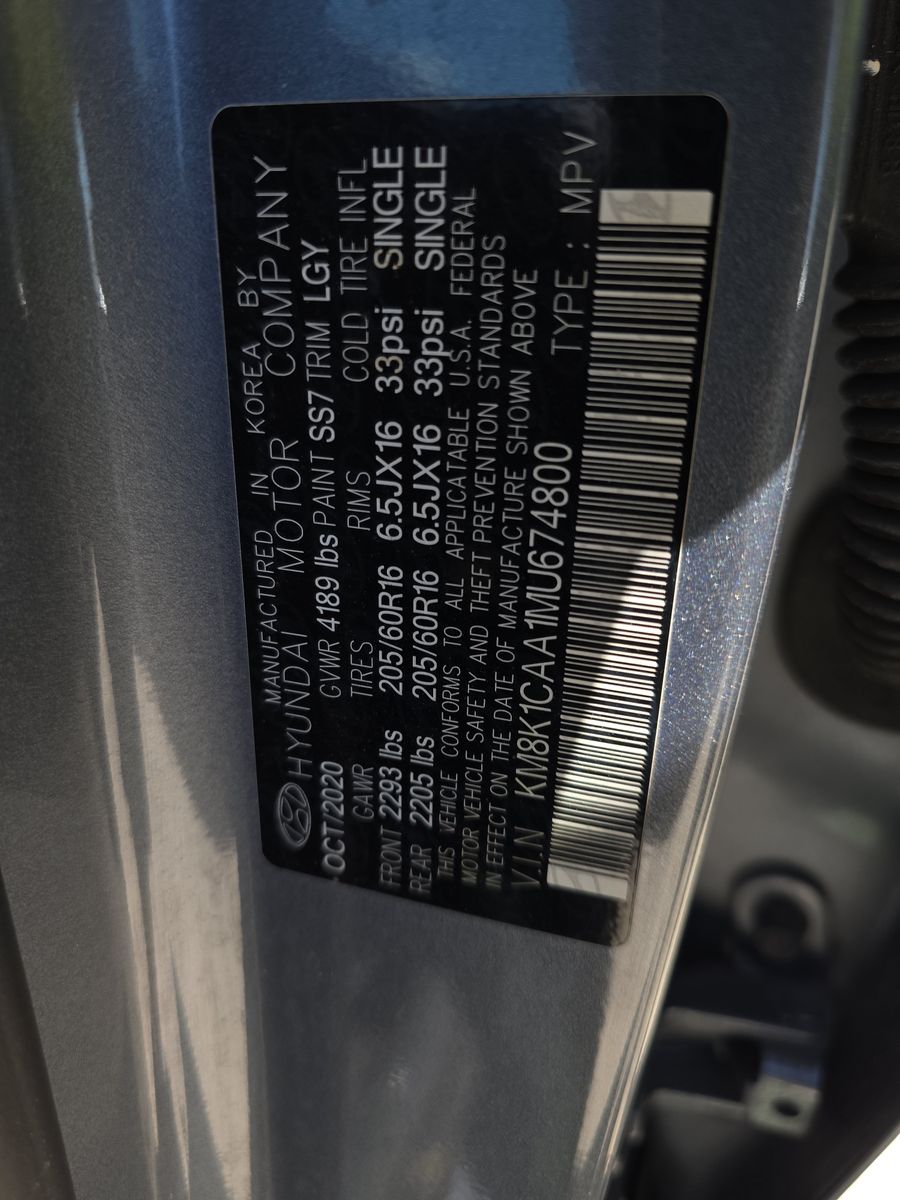 MANUFACTURED IN KOREA BY
HYUNDAI MOTOR COMPANY
OCT/2020 GVWR 4189 lbs PAINT SS7 TRIM LGY
GAWR TIRES RIMS COLD TIRE INFL
FRONT 2293 lbs 205/60R16 6.5JX16 33psi SINGLE
REAR 2205 lbs 205/60R16 6.5JX16 33psi SINGLE
THIS VEHICLE CONFORMS TO ALL APPLICATABLE U.S.A. FEDERAL
MOTOR VEHICLE SAFETY AND THEFT PREVENTION STANDARDS
IN EFFECT ON THE DATE OF MANUFACTURE SHOWN ABOVE
VIN KM8K1CAA1MU674800 TYPE : MPV